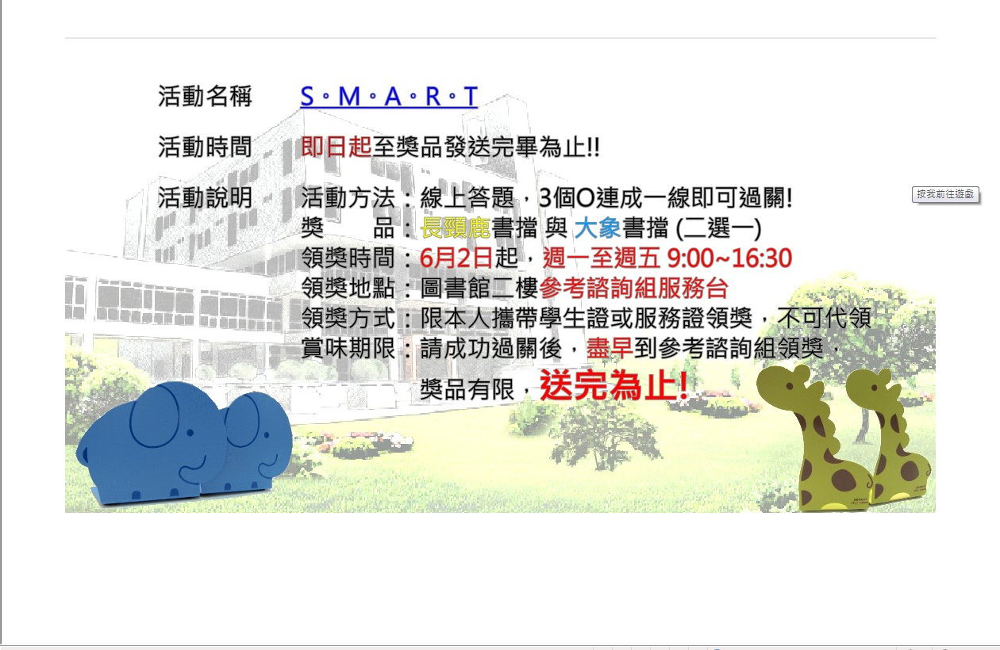 活動名稱 S。M。A。R。T
活動時間 即日起至獎品發送完畢為止!!
活動說明 活動方法：線上答題，3個O連成一線即可過關!
按我前往遊戲
獎　　品：長頸鹿書擋 與 大象書擋 (二選一)
領獎時間：6月2日起，週一至週五 9:00~16:30
領獎地點：圖書館二樓參考諮詢組服務台
領獎方式：限本人攜帶學生證或服務證領獎，不可代領
賞味期限：請成功過關後，盡早到參考諮詢組領獎，
獎品有限，送完為止!